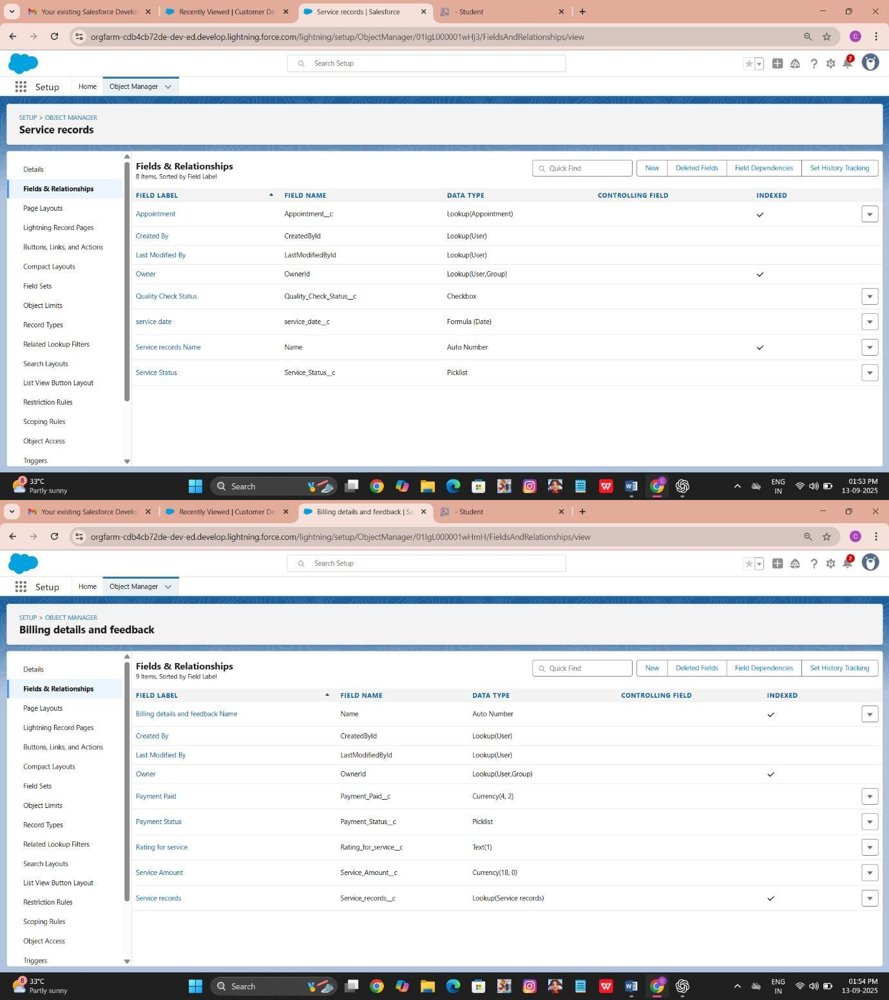 Your existing Salesforce Develo
Recently Viewed | Customer De
Service records | Salesforce
- Student
orgfarm-cdb4cb72de-dev-ed.develop.lightning.force.com/lightning/setup/ObjectManager/01IgL000001wHj3/FieldsAndRelationships/view
C
Search Setup
2
Setup
Home
Object Manager
SETUP > OBJECT MANAGER
Service records
Details
Fields & Relationships
Page Layouts
Lightning Record Pages
Buttons, Links, and Actions
Compact Layouts
Field Sets
Object Limits
Record Types
Related Lookup Filters
Search Layouts
List View Button Layout
Restriction Rules
Scoping Rules
Object Access
Triggers
Fields & Relationships
8 Items, Sorted by Field Label
Quick Find
New
Deleted Fields
Field Dependencies
Set History Tracking
FIELD LABEL FIELD NAME DATA TYPE CONTROLLING FIELD INDEXED
Appointment Appointment__c Lookup(Appointment)
Created By CreatedById Lookup(User)
Last Modified By LastModifiedById Lookup(User)
Owner OwnerId Lookup(User,Group)
Quality Check Status Quality_Check_Status__c Checkbox
service date service_date__c Formula (Date)
Service records Name Name Auto Number
Service Status Service_Status__c Picklist
8
33°C
Partly sunny
Search
W
C
ENG
IN
01:53 PM
13-09-2025
Your existing Salesforce Develo
Recently Viewed | Customer De
Billing details and feedback | Sa
- Student
orgfarm-cdb4cb72de-dev-ed.develop.lightning.force.com/lightning/setup/ObjectManager/01IgL000001wHmH/FieldsAndRelationships/view
C
Search Setup
2
Setup
Home
Object Manager
SETUP > OBJECT MANAGER
Billing details and feedback
Details
Fields & Relationships
Page Layouts
Lightning Record Pages
Buttons, Links, and Actions
Compact Layouts
Field Sets
Object Limits
Record Types
Related Lookup Filters
Search Layouts
List View Button Layout
Restriction Rules
Scoping Rules
Object Access
Triggers
Fields & Relationships
9 Items, Sorted by Field Label
Quick Find
New
Deleted Fields
Field Dependencies
Set History Tracking
FIELD LABEL FIELD NAME DATA TYPE CONTROLLING FIELD INDEXED
Billing details and feedback Name Name Auto Number
Created By CreatedById Lookup(User)
Last Modified By LastModifiedById Lookup(User)
Owner OwnerId Lookup(User,Group)
Payment Paid Payment_Paid__c Currency(4, 2)
Payment Status Payment_Status__c Picklist
Rating for service Rating_for_service__c Text(1)
Service Amount Service_Amount__c Currency(18, 0)
Service records Service_records__c Lookup(Service records)
8
33°C
Partly sunny
Search
W
C
ENG
IN
01:54 PM
13-09-2025